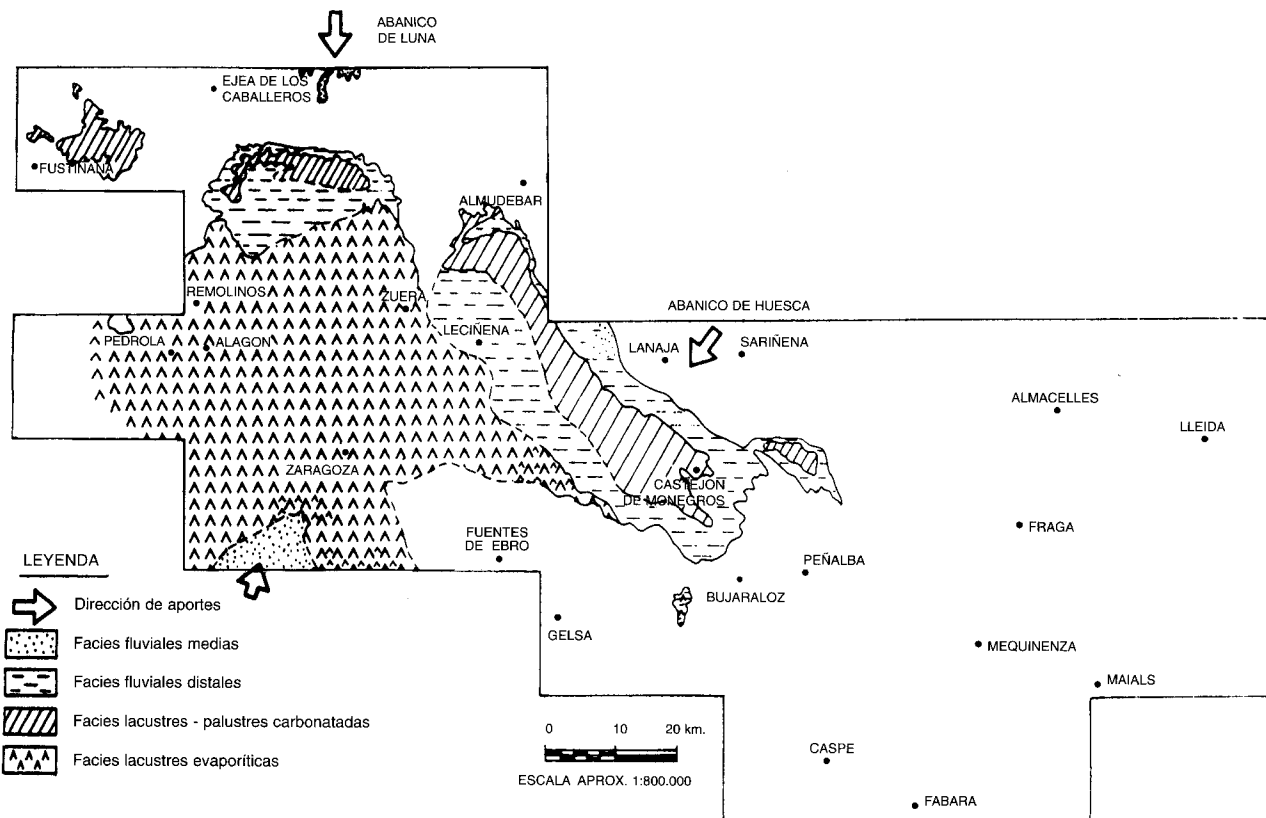 ABANICO
DE LUNA
EJEA DE LOS
CABALLEROS
FUSTIÑANA
ALMUDEBAR
REMOLINOS
ZUERA
ABANICO DE HUESCA
PEDROLA
ALAGON
LECIÑENA
LANAJA
SARIÑENA
ALMACELLES
LLEIDA
ZARAGOZA
CASTEJON
DE MONEGROS
FUENTES
DE EBRO
FRAGA
PEÑALBA
BUJARALOZ
GELSA
MEQUINENZA
MAIALS
CASPE
FABARA
LEYENDA
Dirección de aportes
Facies fluviales medias
Facies fluviales distales
Facies lacustres - palustres carbonatadas
Facies lacustres evaporíticas
0 10 20 km.
ESCALA APROX. 1:800.000